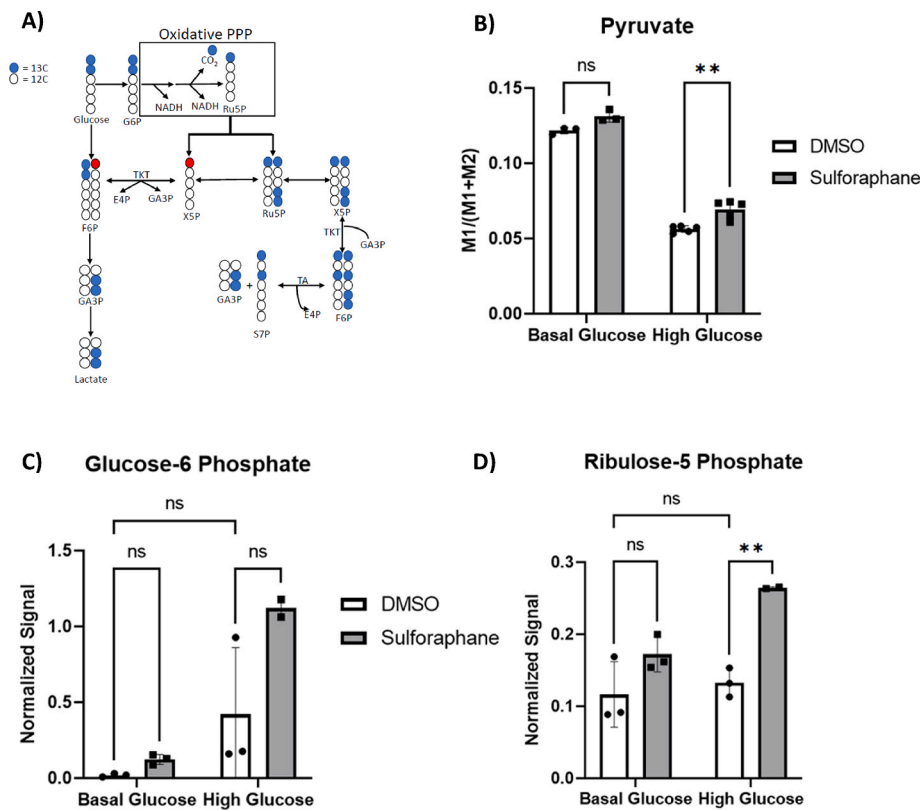 A)
Oxidative PPP
= 13C
= 12C
CO2
NADH
NADH
Glucose
G6P
Ru5P
TKT
E4P
GA3P
F6P
X5P
Ru5P
X5P
TKT
GA3P
GA3P
+
TA
E4P
F6P
S7P
GA3P
Lactate
B)
Pyruvate
ns
**
0.15
0.10
0.05
0.00
M1/(M1+M2)
DMSO
Sulforaphane
Basal Glucose
High Glucose
C)
Glucose-6 Phosphate
ns
ns
ns
1.5
1.0
0.5
0.0
Normalized Signal
DMSO
Sulforaphane
Basal Glucose
High Glucose
D)
Ribulose-5 Phosphate
ns
ns
**
0.3
0.2
0.1
0.0
Normalized Signal
Basal Glucose
High Glucose